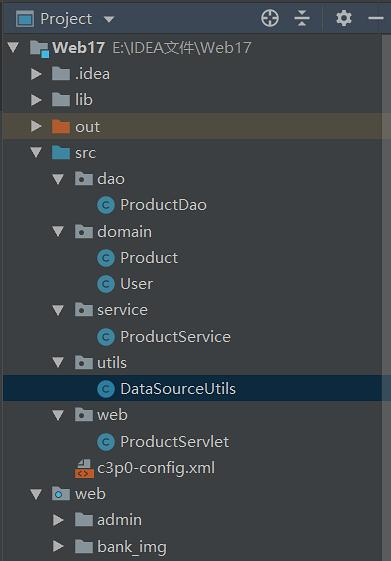 Project
Web17 E:\IDEA文件\Web17
.idea
lib
out
src
dao
ProductDao
domain
Product
User
service
ProductService
utils
DataSourceUtils
web
ProductServlet
c3p0-config.xml
web
admin
bank_img